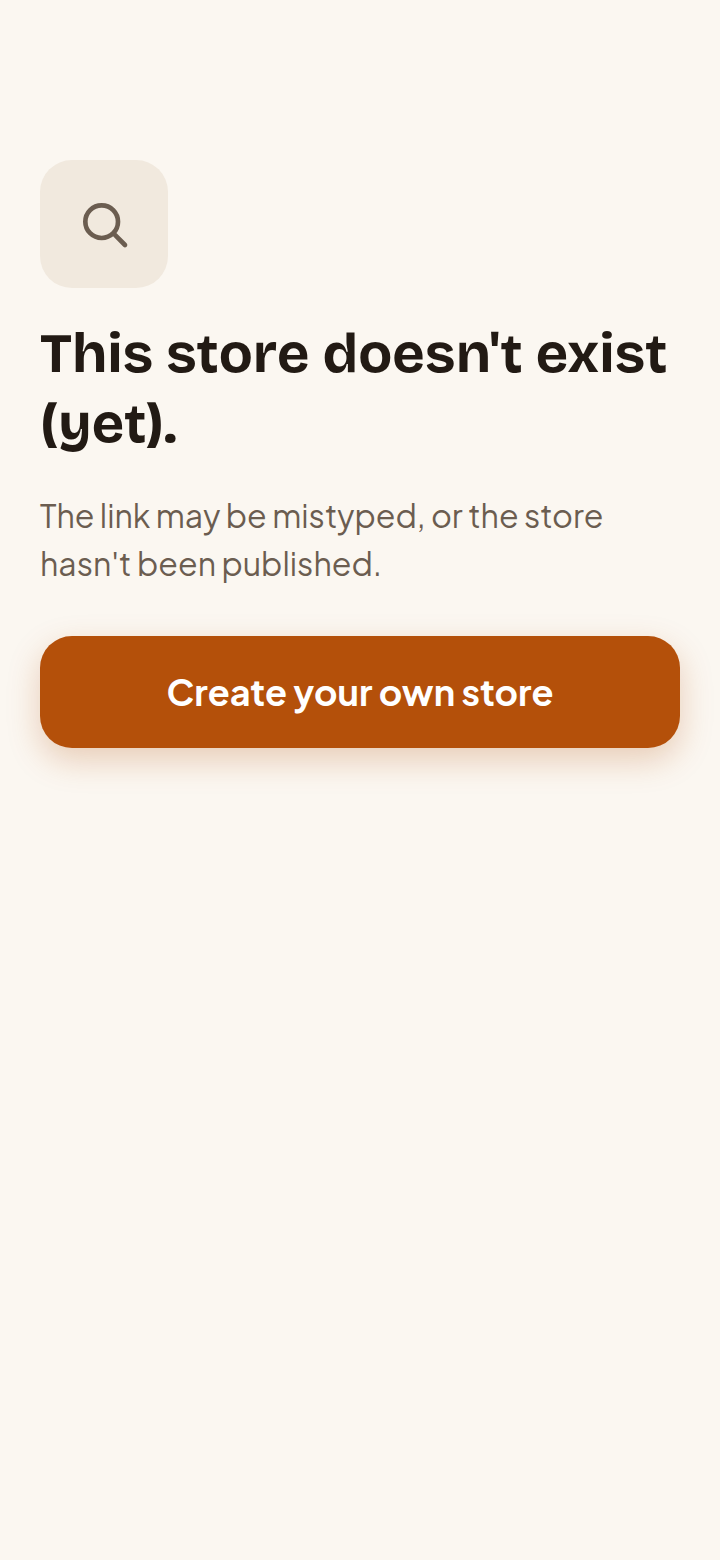 This store doesn't exist
(yet).
The link may be mistyped, or the store
hasn't been published.
Create your own store